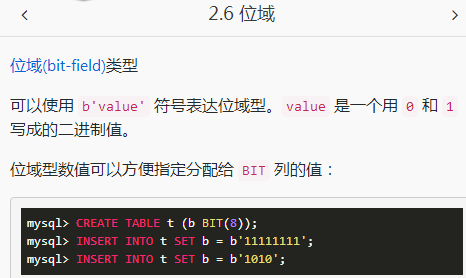 2.6 位域
位域(bit-field)类型
可以使用 b'value' 符号表达位域型。value 是一个用 0 和 1
写成的二进制值。
位域型数值可以方便指定分配给 BIT 列的值：
mysql> CREATE TABLE t (b BIT(8));
mysql> INSERT INTO t SET b = b'11111111';
mysql> INSERT INTO t SET b = b'1010';